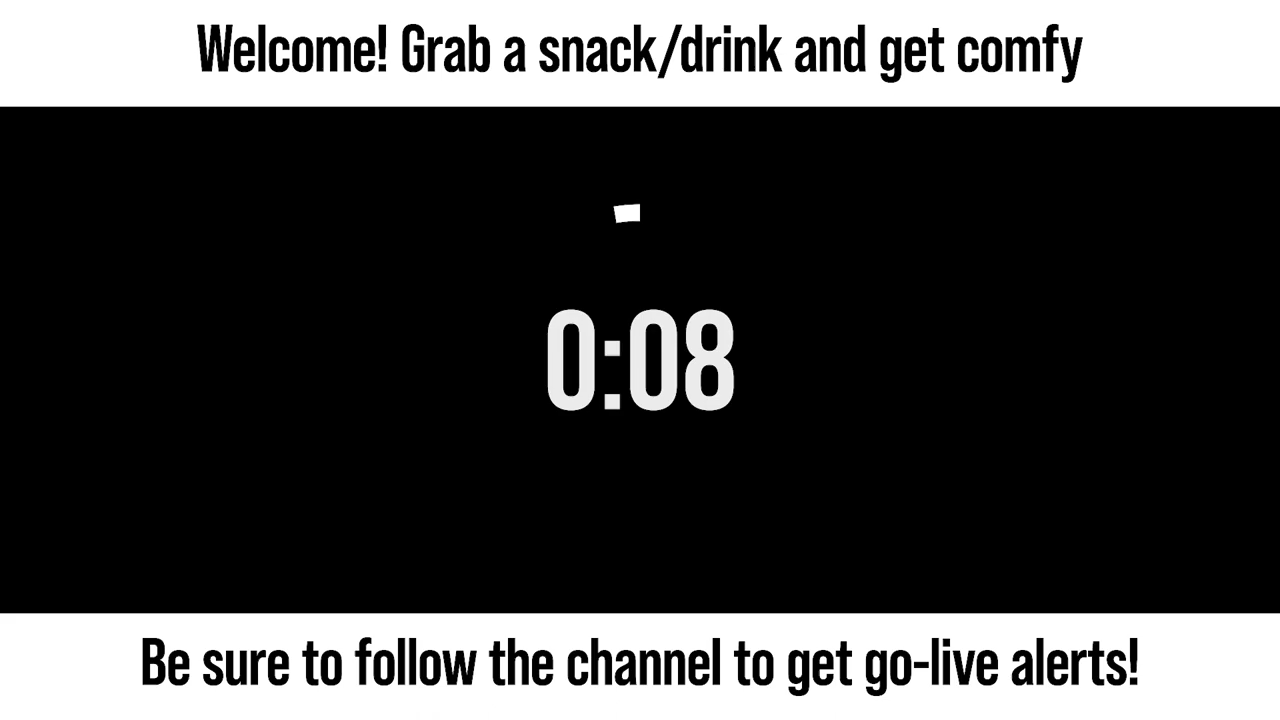 Welcome! Grab a snack/drink and get comfy
0:08
Be sure to follow the channel to get go-live alerts!